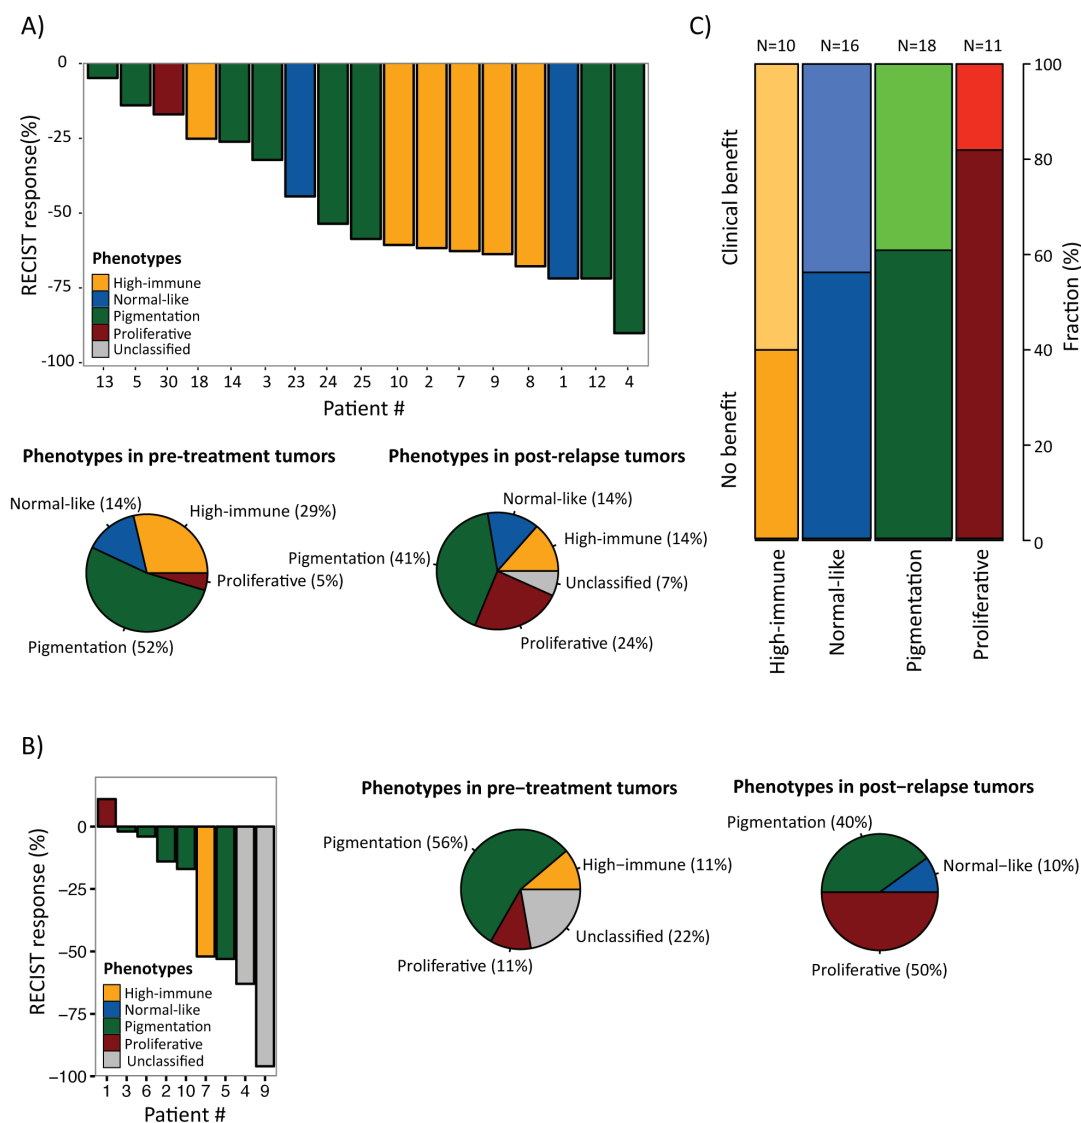 A)
RECIST response(%)
0
-25
-50
-75
-100
Phenotypes
High-immune
Normal-like
Pigmentation
Proliferative
Unclassified
13 5 30 18 14 3 23 24 25 10 2 7 9 8 1 12 4
Patient #
Phenotypes in pre-treatment tumors
Normal-like (14%)
High-immune (29%)
Proliferative (5%)
Pigmentation (52%)
Phenotypes in post-relapse tumors
Normal-like (14%)
High-immune (14%)
Pigmentation (41%)
Unclassified (7%)
Proliferative (24%)
C)
N=10 N=16 N=18 N=11
Clinical benefit
No benefit
100
80
60
40
20
0
Fraction (%)
High-immune
Normal-like
Pigmentation
Proliferative
B)
RECIST response (%)
0
−25
−50
−75
−100
Phenotypes
High-immune
Normal-like
Pigmentation
Proliferative
Unclassified
1 3 6 2 10 7 5 4 9
Patient #
Phenotypes in pre−treatment tumors
Pigmentation (56%)
High−immune (11%)
Unclassified (22%)
Proliferative (11%)
Phenotypes in post−relapse tumors
Pigmentation (40%)
Normal−like (10%)
Proliferative (50%)